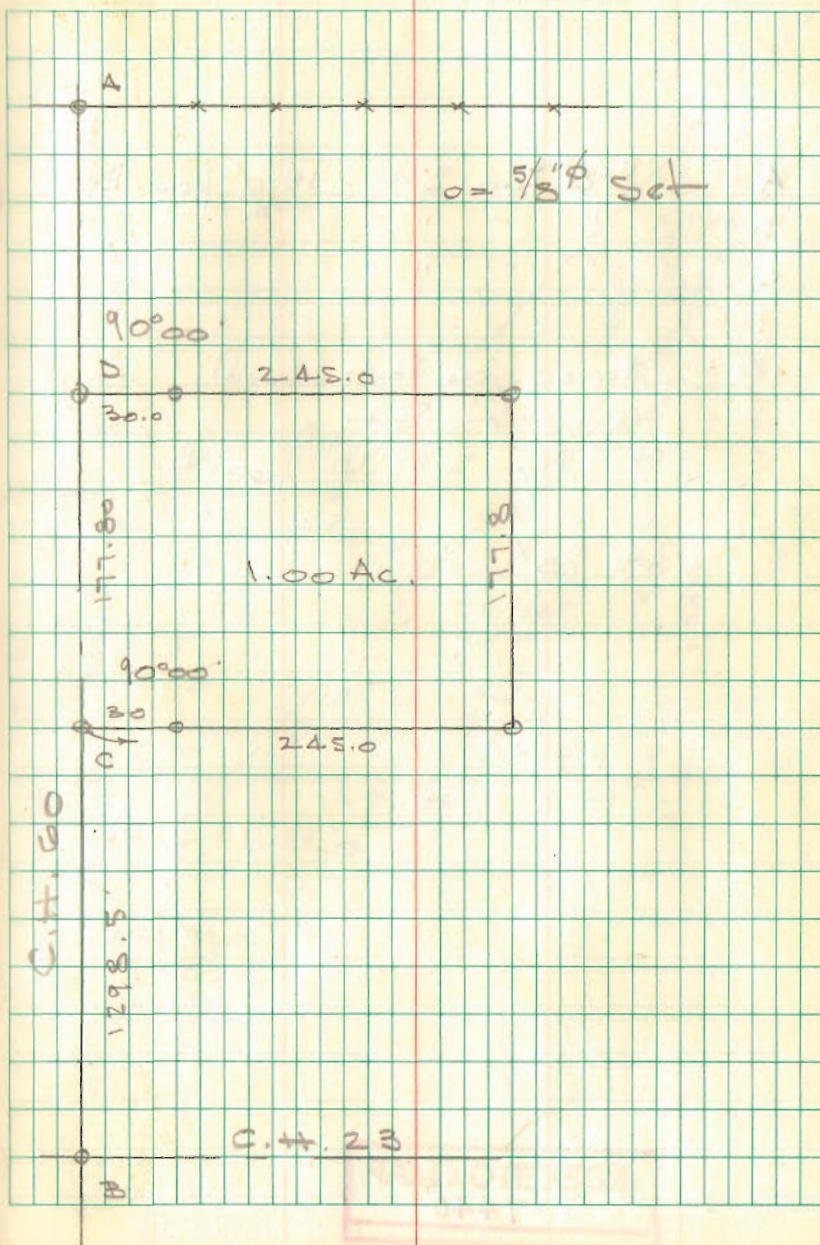 A
o = 5/8"ϕ Set
90°00'
D
245.0
30.0
177.80
177.8
1.00 Ac.
90°00'
30
245.0
C
C.H. 60
1298.5'
C.H. 23